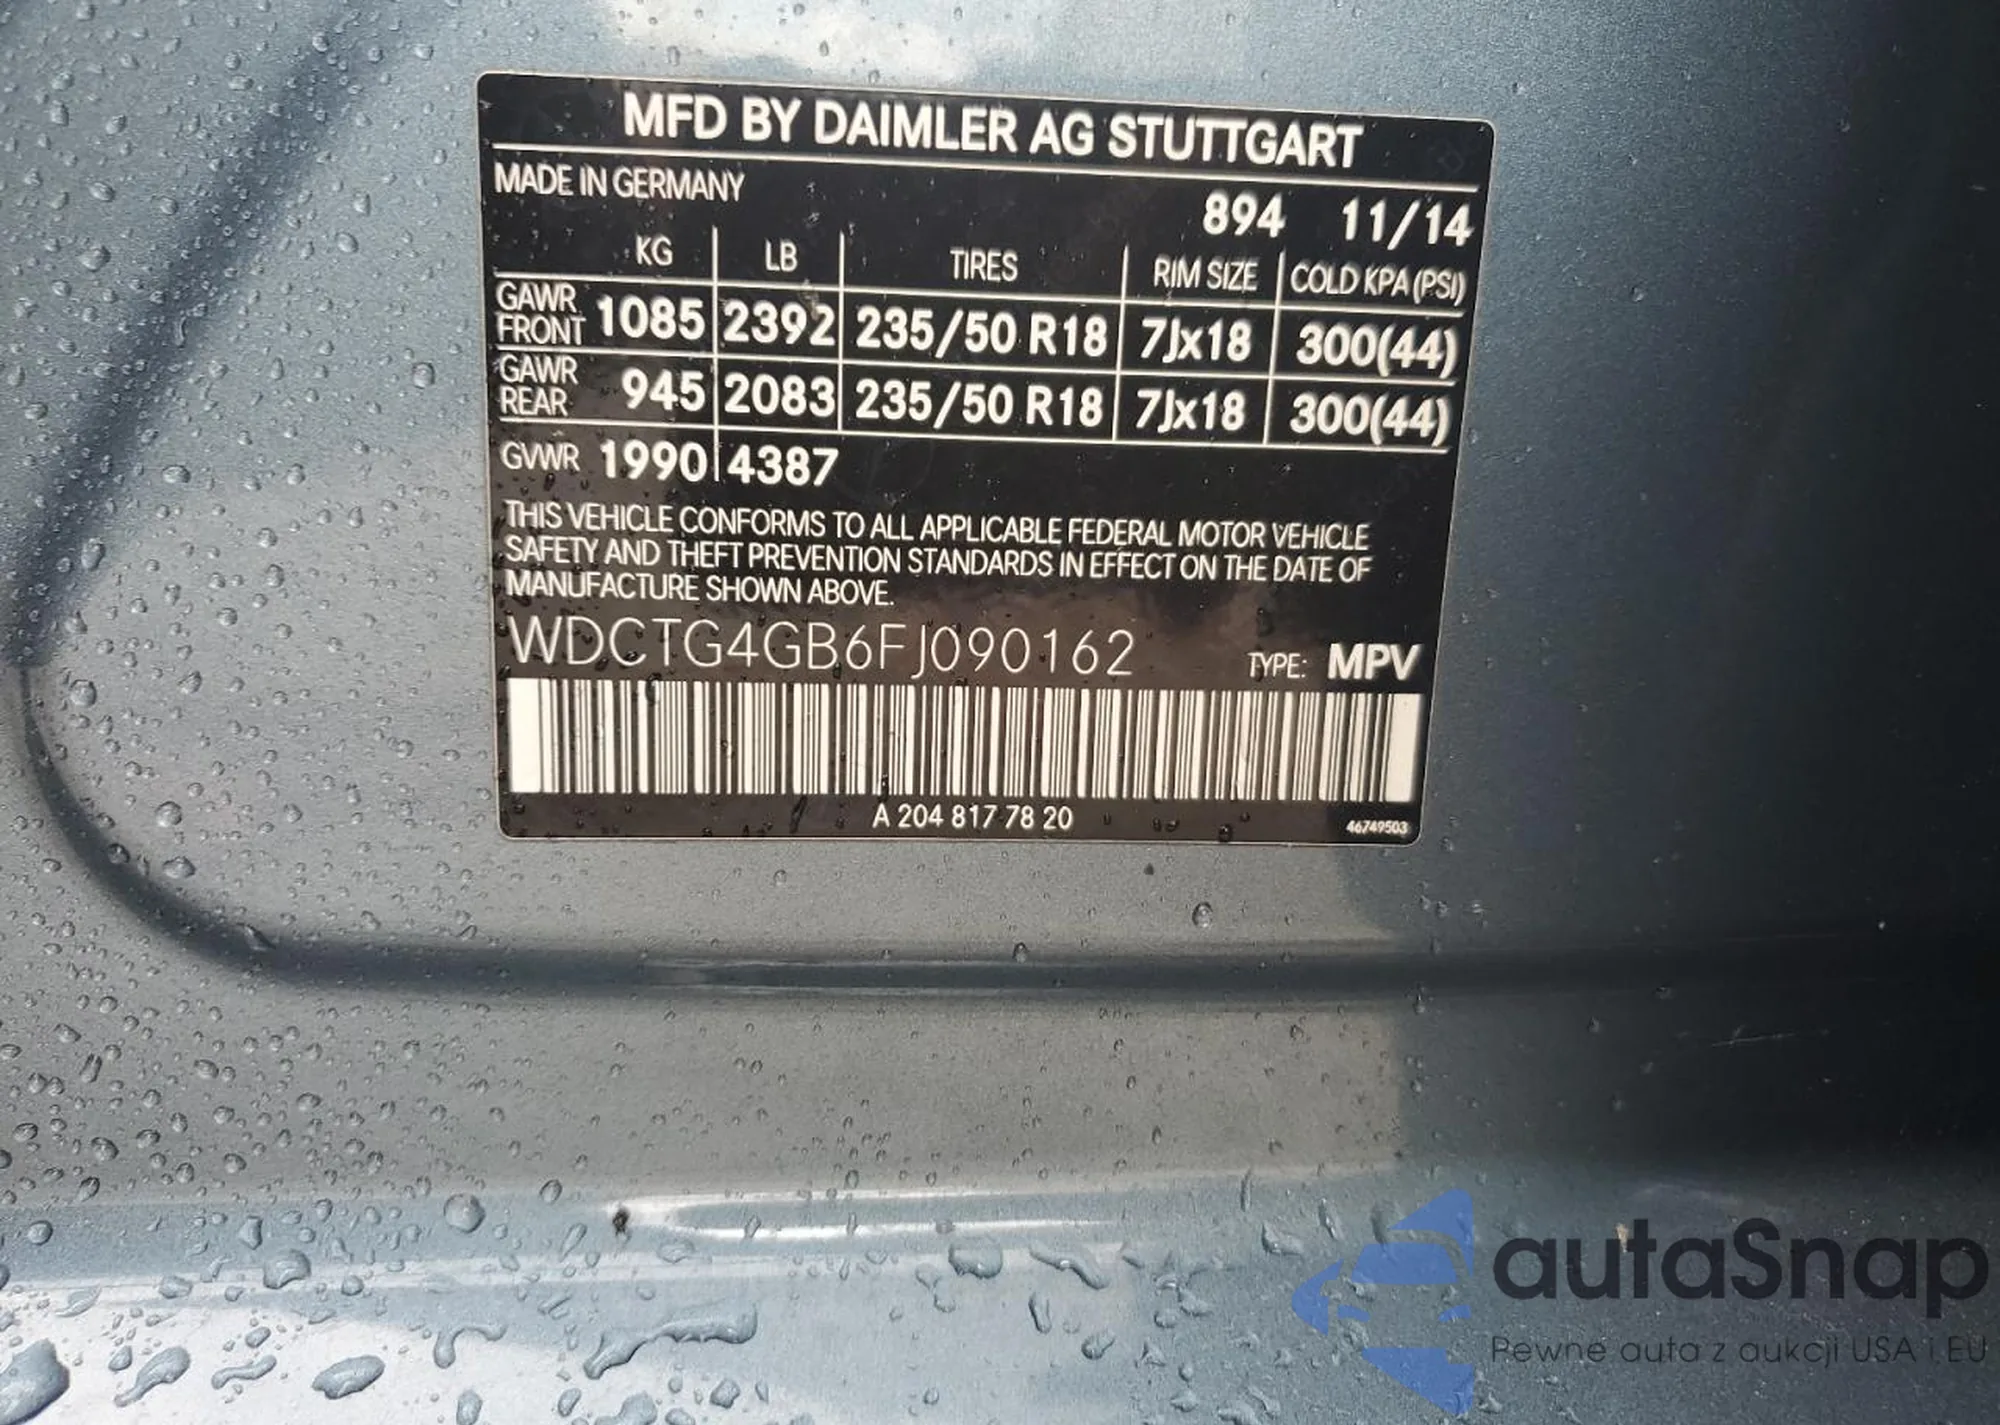 MFD BY DAIMLER AG STUTTGART
MADE IN GERMANY
894 11/14
KG LB TIRES RIM SIZE COLD KPA (PSI)
GAWR FRONT 1085 2392 235/50 R18 7Jx18 300(44)
GAWR REAR 945 2083 235/50 R18 7Jx18 300(44)
GVWR 1990 4387
THIS VEHICLE CONFORMS TO ALL APPLICABLE FEDERAL MOTOR VEHICLE
SAFETY AND THEFT PREVENTION STANDARDS IN EFFECT ON THE DATE OF
MANUFACTURE SHOWN ABOVE.
WDCTG4GB6FJ090162 TYPE: MPV
A 204 817 78 20 46749503
autaSnap
Pewne auta z aukcji USA i EU